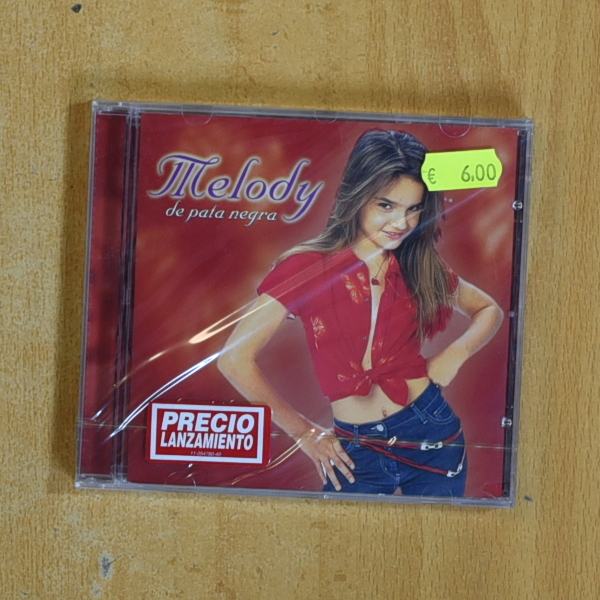 Melody
de pata negra
€ 6.00
PRECIO
LANZAMIENTO